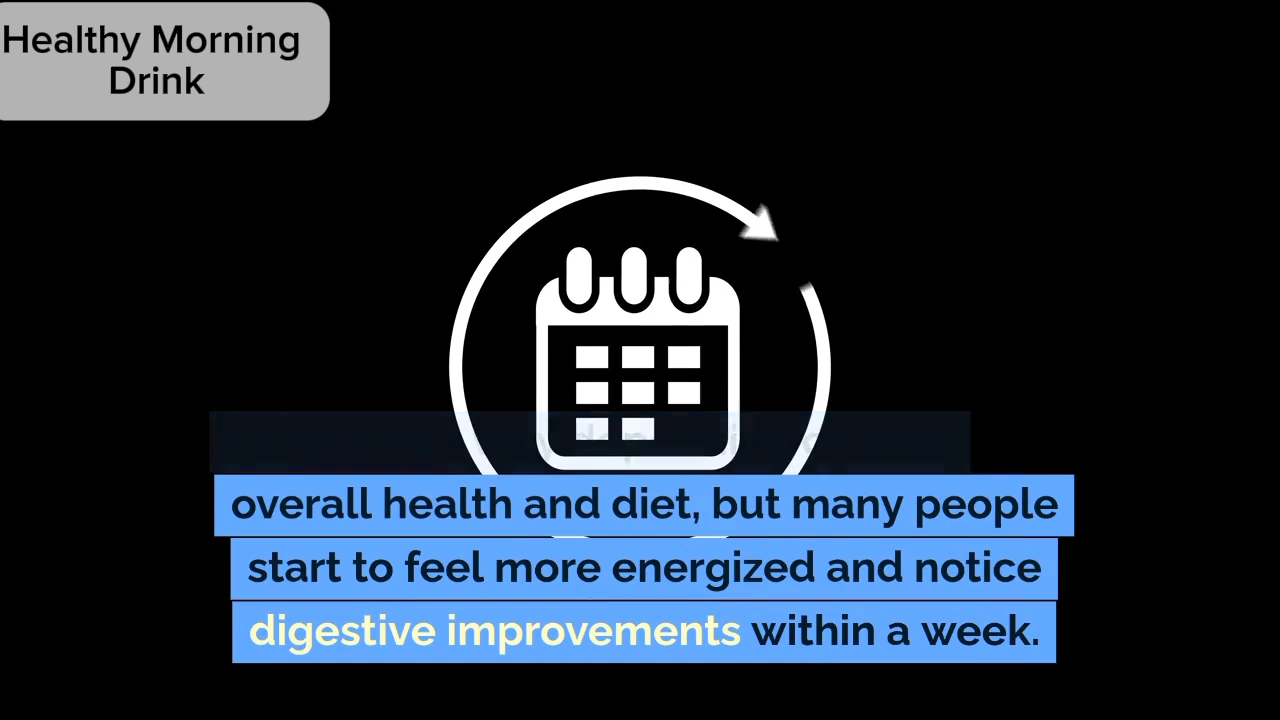 Healthy Morning
Drink
overall health and diet, but many people
start to feel more energized and notice
digestive improvements within a week.